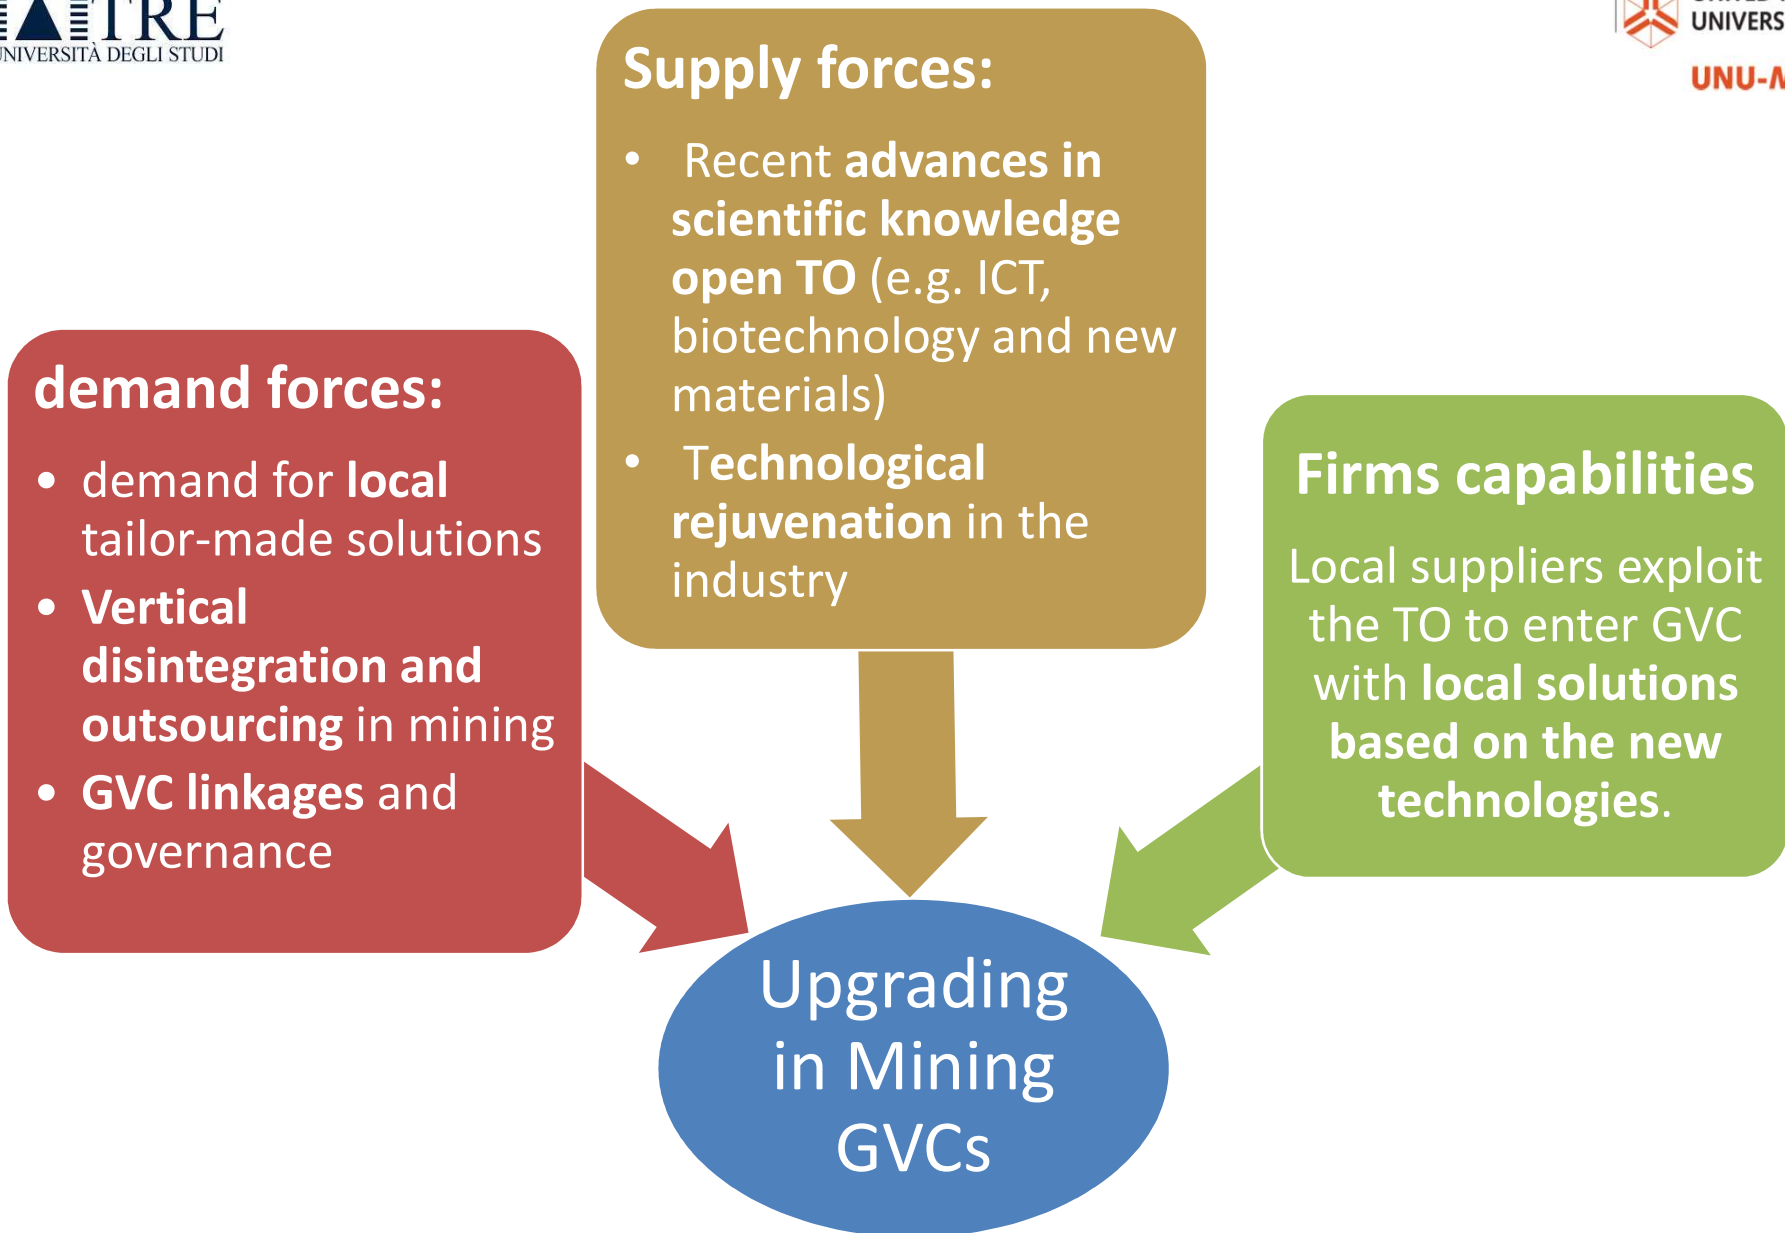 TRE
UNIVERSITÀ DEGLI STUDI
UNU-
Supply forces:
• Recent advances in
scientific knowledge
open TO (e.g. ICT,
biotechnology and new
materials)
• Technological
rejuvenation in the
industry
demand forces:
• demand for local
tailor-made solutions
• Vertical
disintegration and
outsourcing in mining
• GVC linkages and
governance
Firms capabilities
Local suppliers exploit
the TO to enter GVC
with local solutions
based on the new
technologies.
Upgrading
in Mining
GVCs